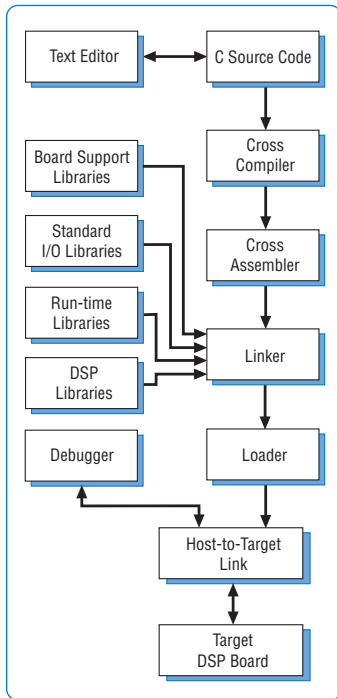 Text Editor
C Source Code
Cross
Compiler
Board Support
Libraries
Standard
I/O Libraries
Cross
Assembler
Run-time
Libraries
Linker
DSP
Libraries
Debugger
Loader
Host-to-Target
Link
Target
DSP Board